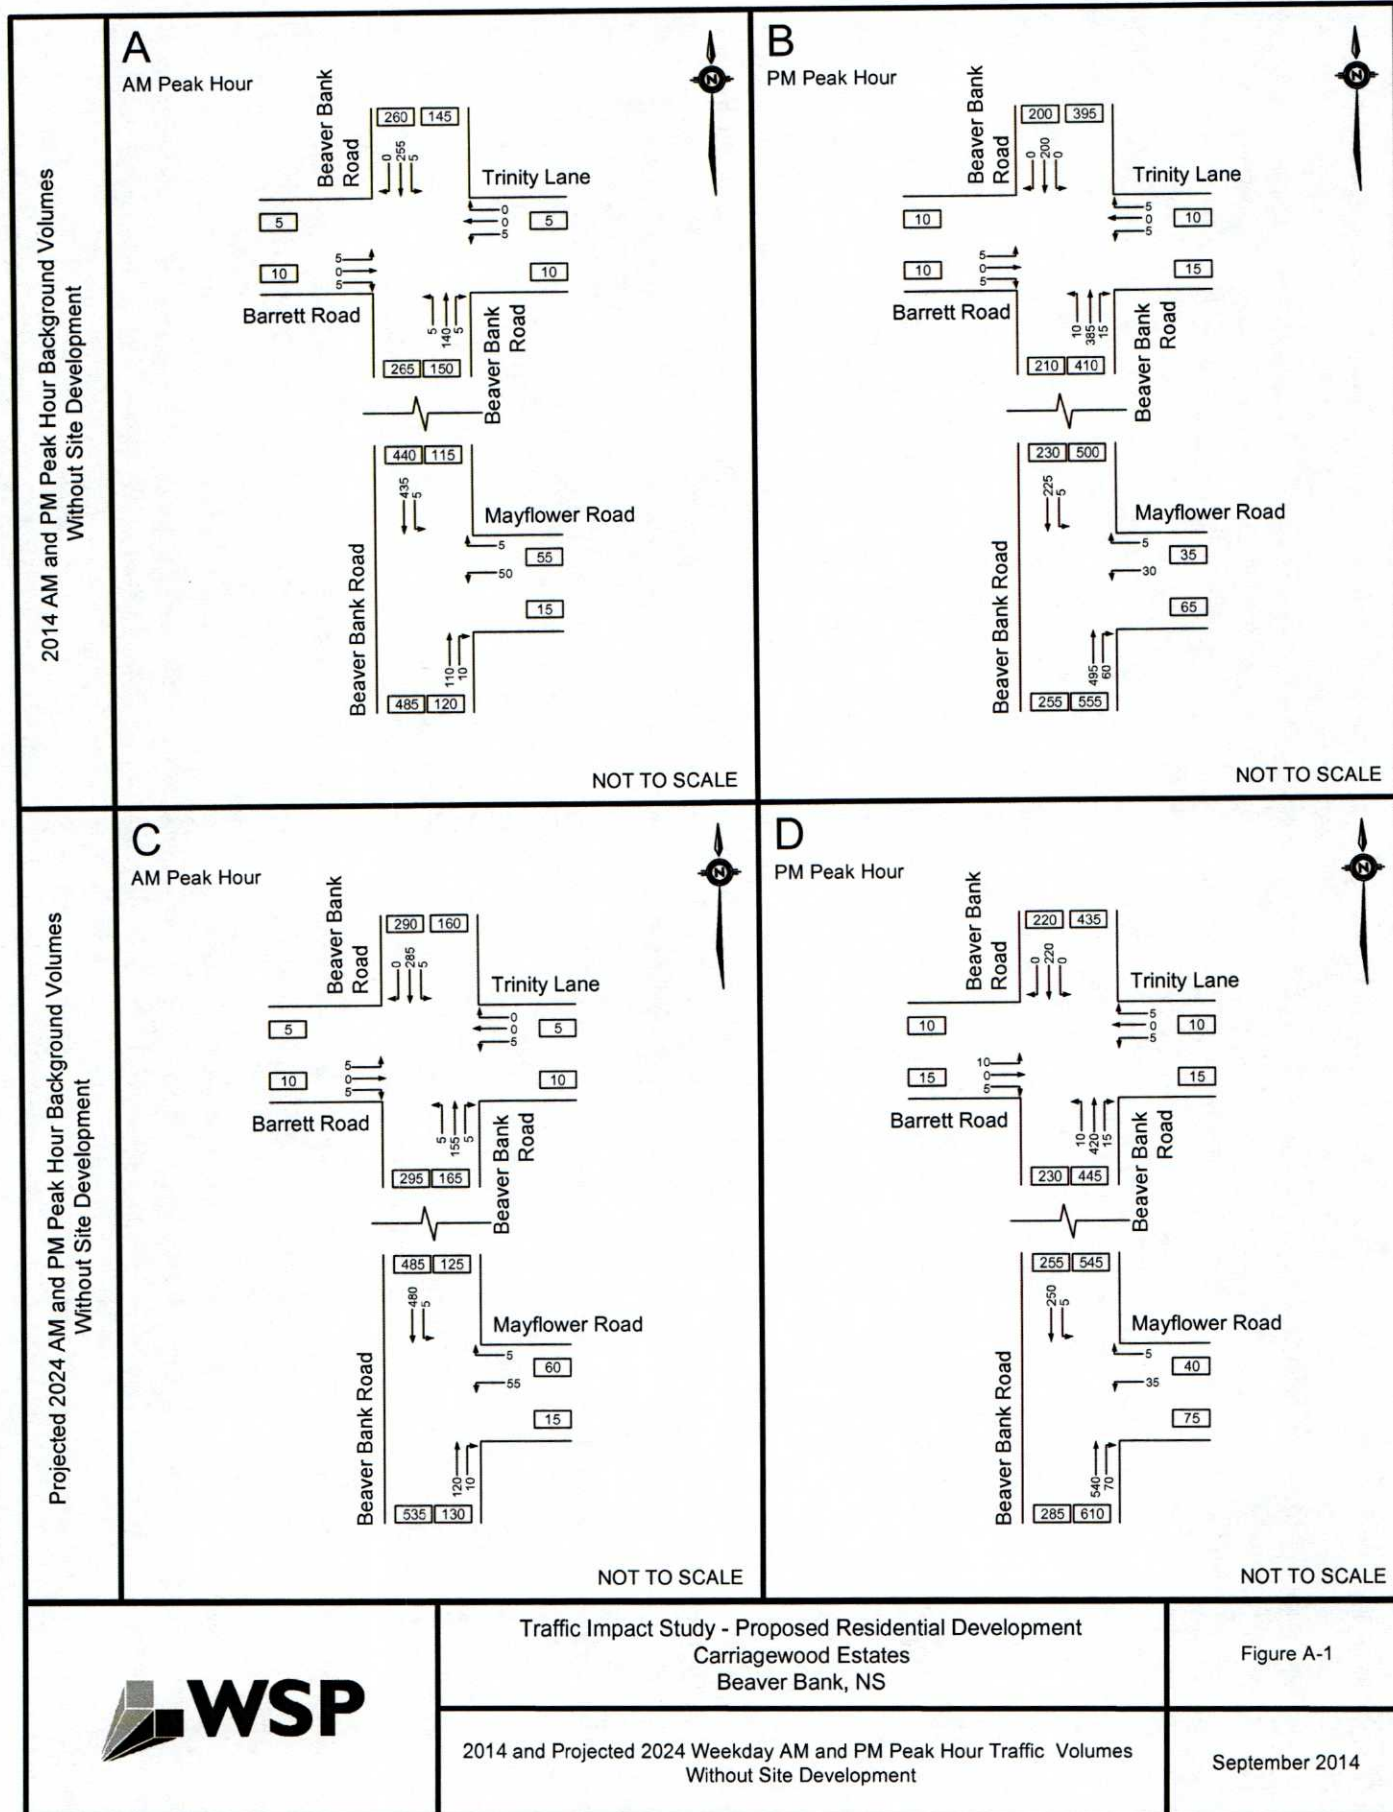 2014 AM and PM Peak Hour Background Volumes
Without Site Development
A
AM Peak Hour
N
Beaver Bank
Road
260 145
0 255 5
Trinity Lane
5
0
0
5
5
10
5
0
5
10
Barrett Road
5 140 5
Beaver Bank
Road
265 150
440 115
435 5
Mayflower Road
5
55
50
15
Beaver Bank Road
110 10
485 120
NOT TO SCALE
B
PM Peak Hour
N
Beaver Bank
Road
200 395
0 200 0
Trinity Lane
10
5
0
5
10
10
5
0
5
15
Barrett Road
10 385 15
Beaver Bank
Road
210 410
230 500
225 5
Mayflower Road
5
35
30
65
Beaver Bank Road
495 60
255 555
NOT TO SCALE
Projected 2024 AM and PM Peak Hour Background Volumes
Without Site Development
C
AM Peak Hour
N
Beaver Bank
Road
290 160
0 285 5
Trinity Lane
5
0
0
5
5
10
5
0
5
10
Barrett Road
5 155 5
Beaver Bank
Road
295 165
485 125
480 5
Mayflower Road
5
60
55
15
Beaver Bank Road
120 10
535 130
NOT TO SCALE
D
PM Peak Hour
N
Beaver Bank
Road
220 435
0 220 0
Trinity Lane
10
5
0
5
10
15
10
0
5
15
Barrett Road
10 420 15
Beaver Bank
Road
230 445
255 545
250 5
Mayflower Road
5
40
35
75
Beaver Bank Road
540 70
285 610
NOT TO SCALE
WSP
Traffic Impact Study - Proposed Residential Development
Carriagewood Estates
Beaver Bank, NS
Figure A-1
2014 and Projected 2024 Weekday AM and PM Peak Hour Traffic Volumes
Without Site Development
September 2014